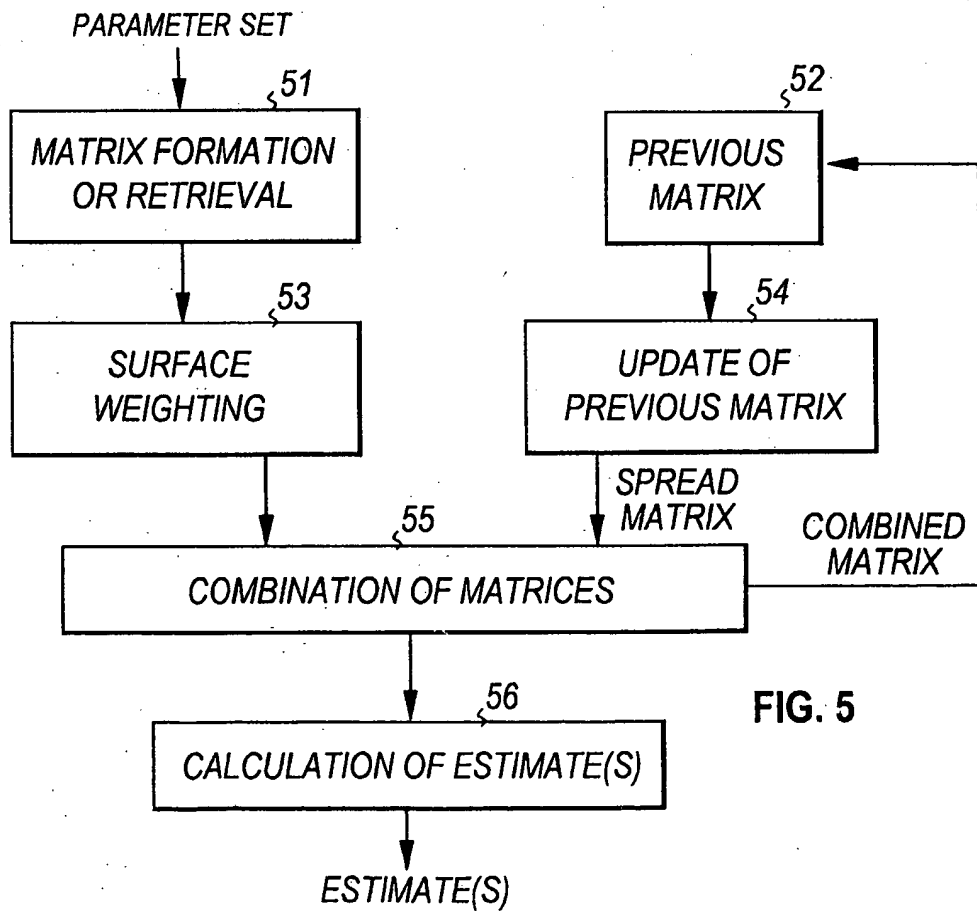 PARAMETER SET
51
MATRIX FORMATION
OR RETRIEVAL
52
PREVIOUS
MATRIX
53
SURFACE
WEIGHTING
54
UPDATE OF
PREVIOUS MATRIX
SPREAD
MATRIX
COMBINED
MATRIX
55
COMBINATION OF MATRICES
56
CALCULATION OF ESTIMATE(S)
FIG. 5
ESTIMATE(S)